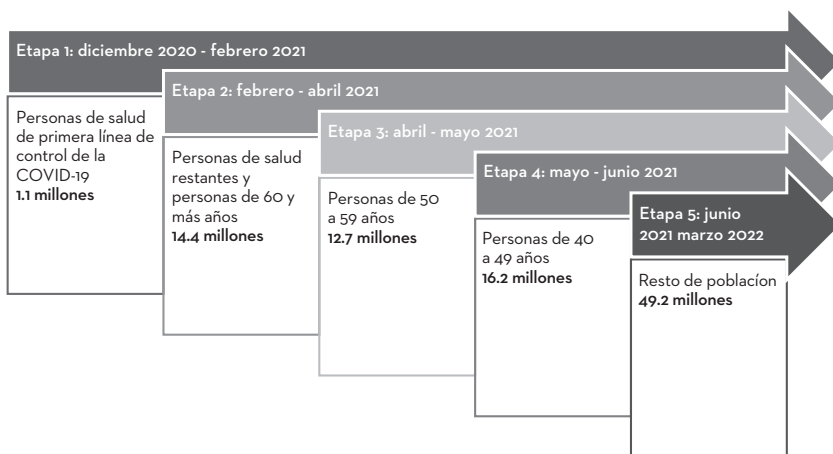 Etapa 1: diciembre 2020 - febrero 2021
Personas de salud
de primera línea de
control de la
COVID-19
1.1 millones
Etapa 2: febrero - abril 2021
Personas de salud
restantes y
personas de 60 y
más años
14.4 millones
Etapa 3: abril - mayo 2021
Personas de 50
a 59 años
12.7 millones
Etapa 4: mayo - junio 2021
Personas de 40
a 49 años
16.2 millones
Etapa 5: junio
2021 marzo 2022
Resto de poblacíon
49.2 millones